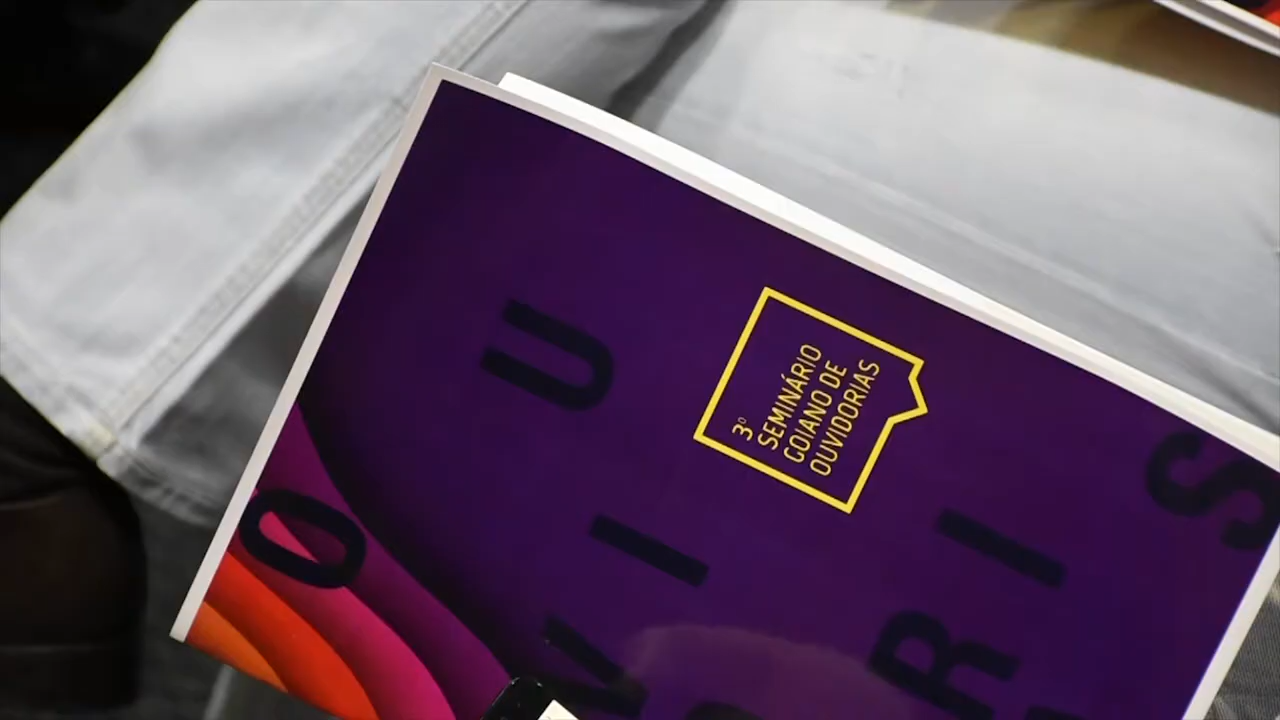 3º
SEMINÁRIO
GOIANO DE
OUVIDORIAS
O U
V I
R I S